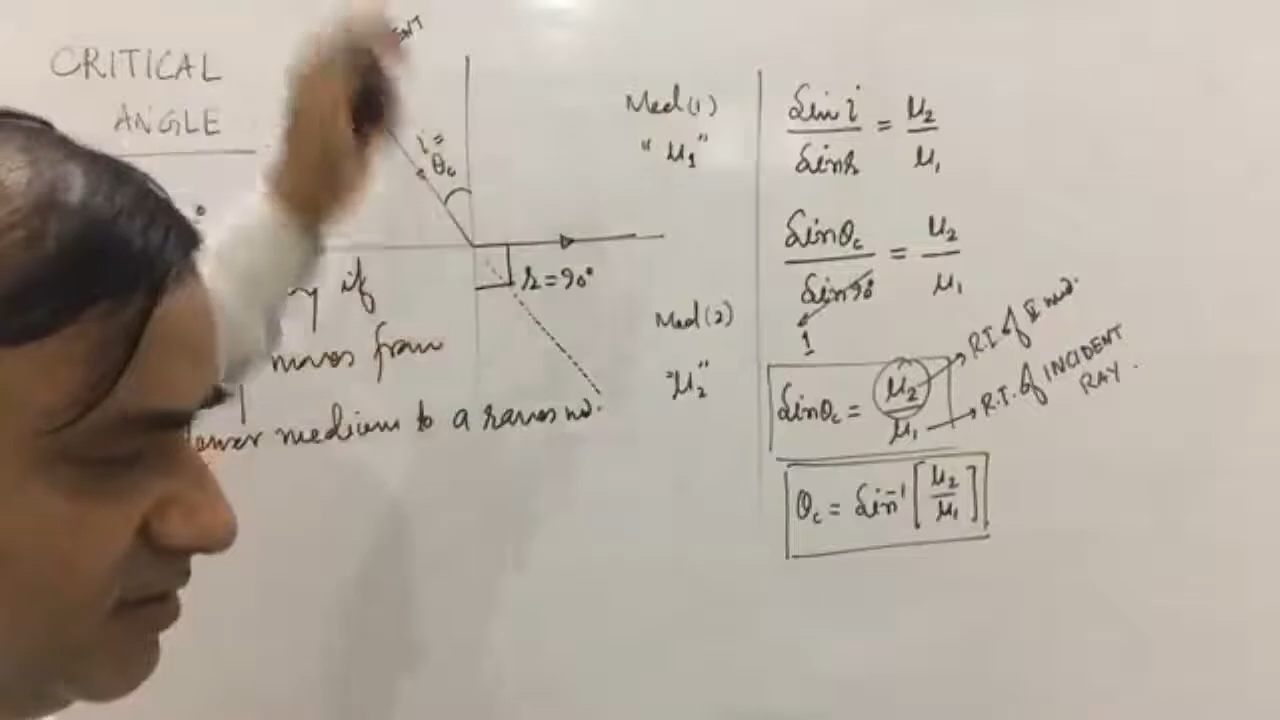 CRITICAL
ANGLE
i =
θc
r = 90°
if
moves from
medium to a rarer md.
Med(1)
"μ1"
Med(2)
"μ2"
Sin i / Sin r = μ2 / μ1
Sin θc / Sin 90° = μ2 / μ1
1
Sin θc = μ2 / μ1
R.I. of II md.
R.I. of INCIDENT
RAY.
θc = Sin⁻¹ [μ2 / μ1]